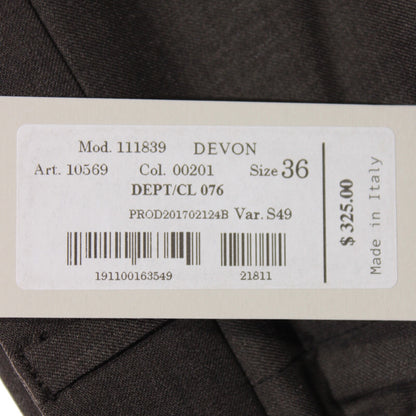 Mod. 111839 DEVON
Art. 10569 Col. 00201 Size 36
DEPT/CL 076
PROD201702124B Var. S49
191100163549 21811
$ 325.00
Made in Italy